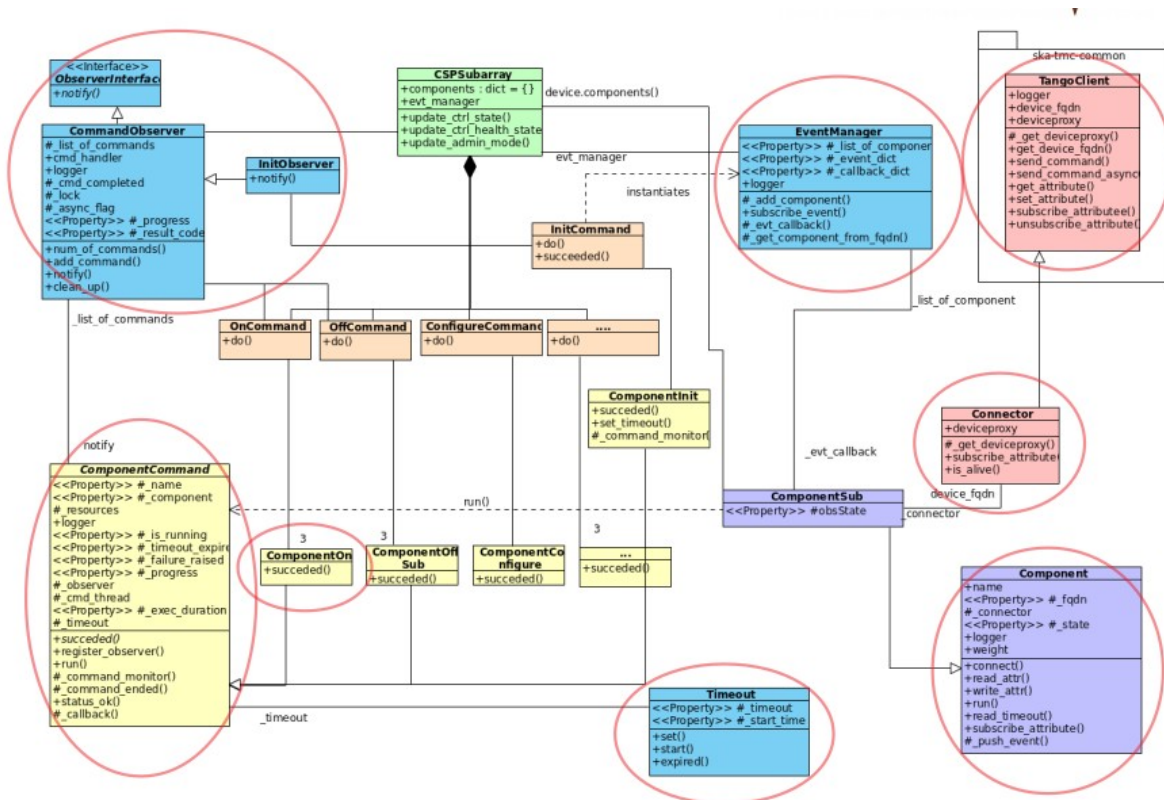 ska-tmc-common
<<Interface>>
ObserverInterface
+notify()
CommandObserver
#_list_of_commands
+cmd_handler
+logger
#_cmd_completed
#_lock
#_async_flag
<<Property>> #_progress
<<Property>> #_result_code
+num_of_commands()
+add_command()
+notify()
+clean_up()
InitObserver
+notify()
CSPSubarray
+components : dict = {}
+evt_manager
+update_ctrl_state()
+update_ctrl_health_state
+update_admin_mode()
device.components()
evt_manager
instantiates
EventManager
<<Property>> #_list_of_componer
<<Property>> #_event_dict
<<Property>> #_callback_dict
+logger
#_add_component()
+subscribe_event()
#_evt_callback()
#_get_component_from_fqdn()
TangoClient
+logger
+device_fqdn
+deviceproxy
#_get_deviceproxy()
+get_device_fqdn()
+send_command()
+send_command_async
+get_attribute()
+set_attribute()
+subscribe_attributee()
+unsubscribe_attribute()
InitCommand
+do()
+succeeded()
_list_of_component
_list_of_commands
OnCommand
+do()
OffCommand
+do()
ConfigureCommand
+do()
....
+do()
ComponentInit
+succeded()
+set_timeout()
#_command_monitor(
Connector
+deviceproxy
#_get_deviceproxy()
+subscribe_attribute(
+is_alive()
notify
_evt_callback
device_fqdn
_connector
ComponentCommand
<<Property>> #_name
<<Property>> #_component
#_resources
+logger
<<Property>> #_is_running
<<Property>> #_timeout_expire
<<Property>> #_failure_raised
<<Property>> #_progress
#_observer
#_cmd_thread
<<Property>> #_exec_duration
#_timeout
+succeded()
+register_observer()
+run()
#_command_monitor()
#_command_ended()
+status_ok()
#_callback()
run()
ComponentSub
<<Property>> #obsState
3
3
ComponentOn
+succeded()
ComponentOff
Sub
+succeded()
ComponentCo
nfigure
+succeded()
...
+succeded()
Component
+name
<<Property>> #_fqdn
#_connector
<<Property>> #_state
+logger
+weight
+connect()
+read_attr()
+write_attr()
+run()
+read_timeout()
+subscribe_attribute()
#_push_event()
_timeout
Timeout
<<Property>> #_timeout
<<Property>> #_start_time
+set()
+start()
+expired()